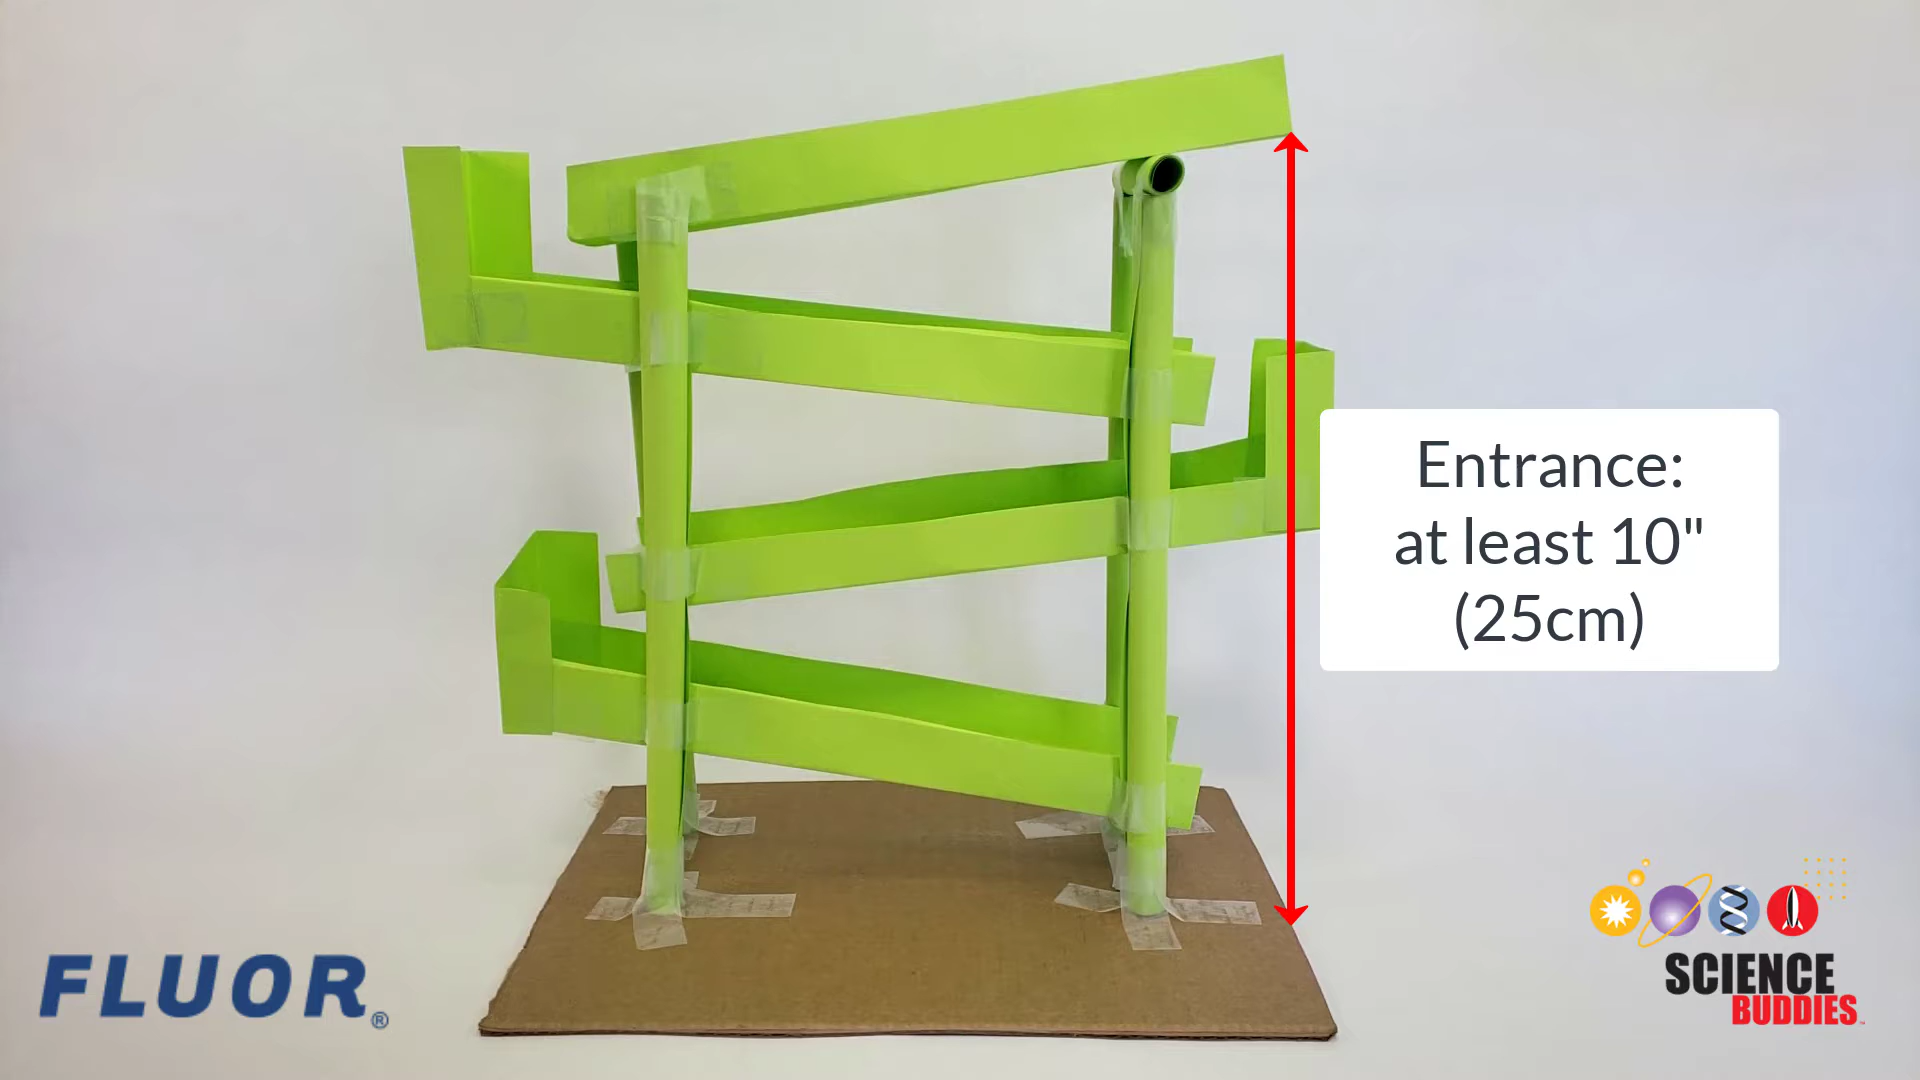 Entrance:
at least 10"
(25cm)
FLUOR®
SCIENCE
BUDDIES